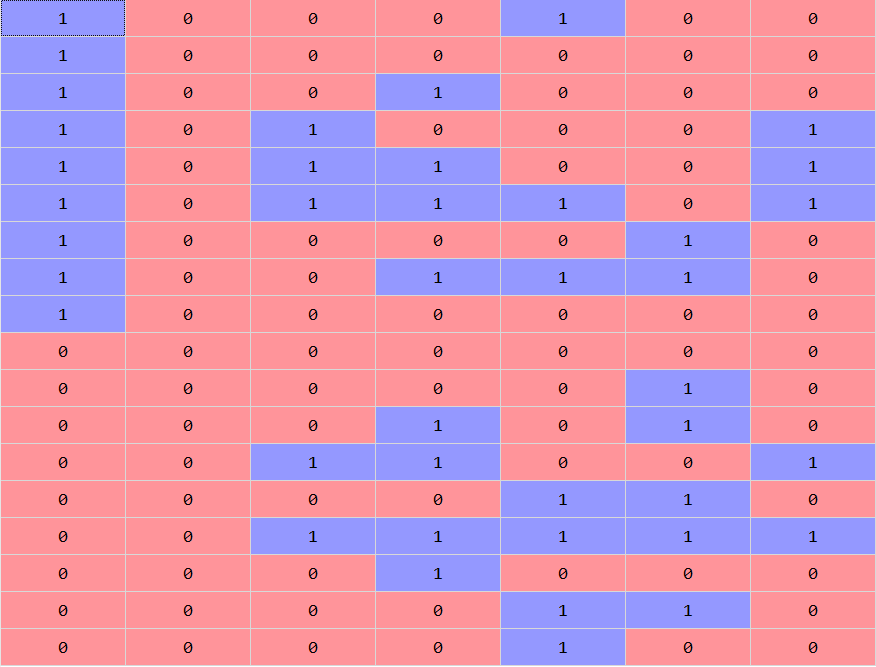 1 0 0 0 1 0 0
1 0 0 0 0 0 0
1 0 0 1 0 0 0
1 0 1 0 0 0 1
1 0 1 1 0 0 1
1 0 1 1 1 0 1
1 0 0 0 0 1 0
1 0 0 1 1 1 0
1 0 0 0 0 0 0
0 0 0 0 0 0 0
0 0 0 0 0 1 0
0 0 0 1 0 1 0
0 0 1 1 0 0 1
0 0 0 0 1 1 0
0 0 1 1 1 1 1
0 0 0 1 0 0 0
0 0 0 0 1 1 0
0 0 0 0 1 0 0